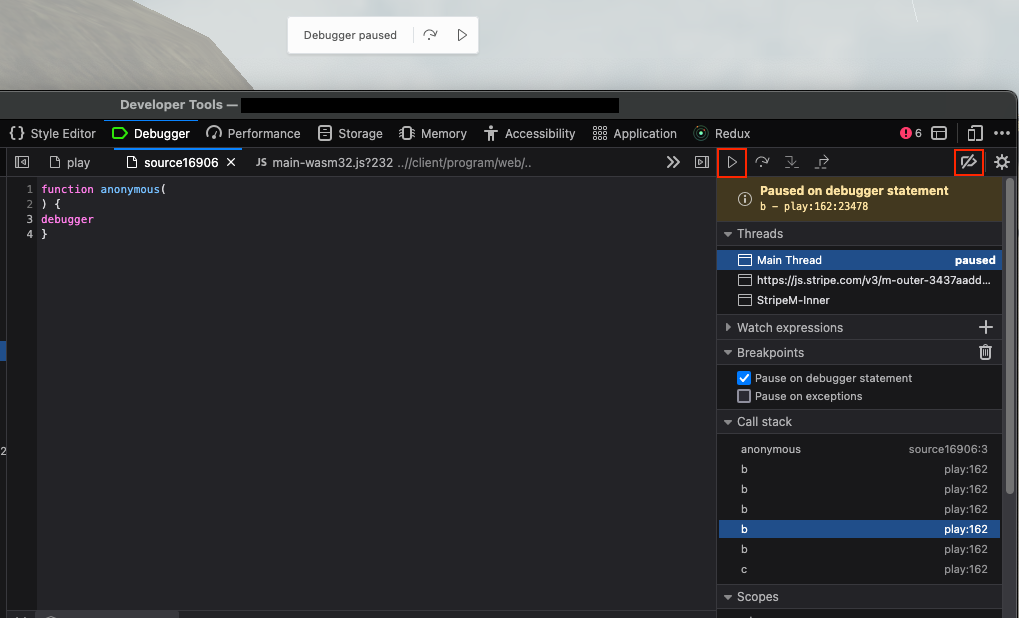 Debugger paused
Developer Tools —
Style Editor Debugger Performance Storage Memory Accessibility Application Redux 6
play source16906 JS main-wasm32.js?232 ..//client/program/web/..
1 function anonymous(
2 ) {
3 debugger
4 }
2
Paused on debugger statement
b — play:162:23478
Threads
Main Thread paused
https://js.stripe.com/v3/m-outer-3437aadd...
StripeM-Inner
Watch expressions
Breakpoints
Pause on debugger statement
Pause on exceptions
Call stack
anonymous source16906:3
b play:162
b play:162
b play:162
b play:162
b play:162
c play:162
Scopes